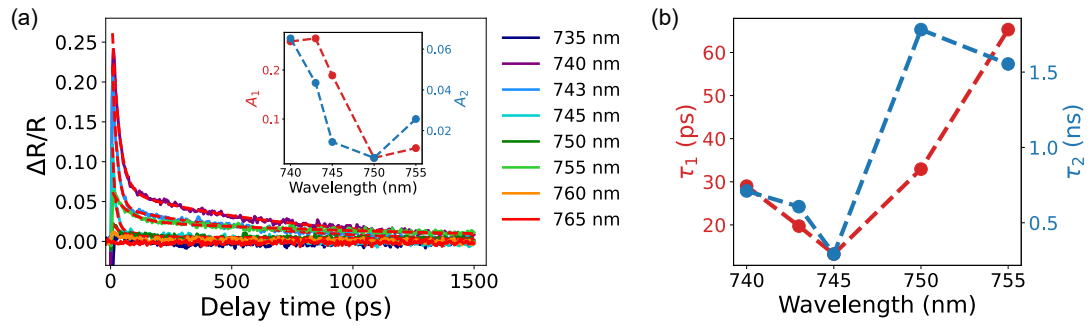 (a)
ΔR/R
0.25
0.20
0.15
0.10
0.05
0.00
0
500
1000
1500
Delay time (ps)
A1
0.2
0.1
0.06
0.04
0.02
A2
740
745
750
755
Wavelength (nm)
735 nm
740 nm
743 nm
745 nm
750 nm
755 nm
760 nm
765 nm
(b)
τ1 (ps)
60
50
40
30
20
1.5
1.0
0.5
τ2 (ns)
740
745
750
755
Wavelength (nm)